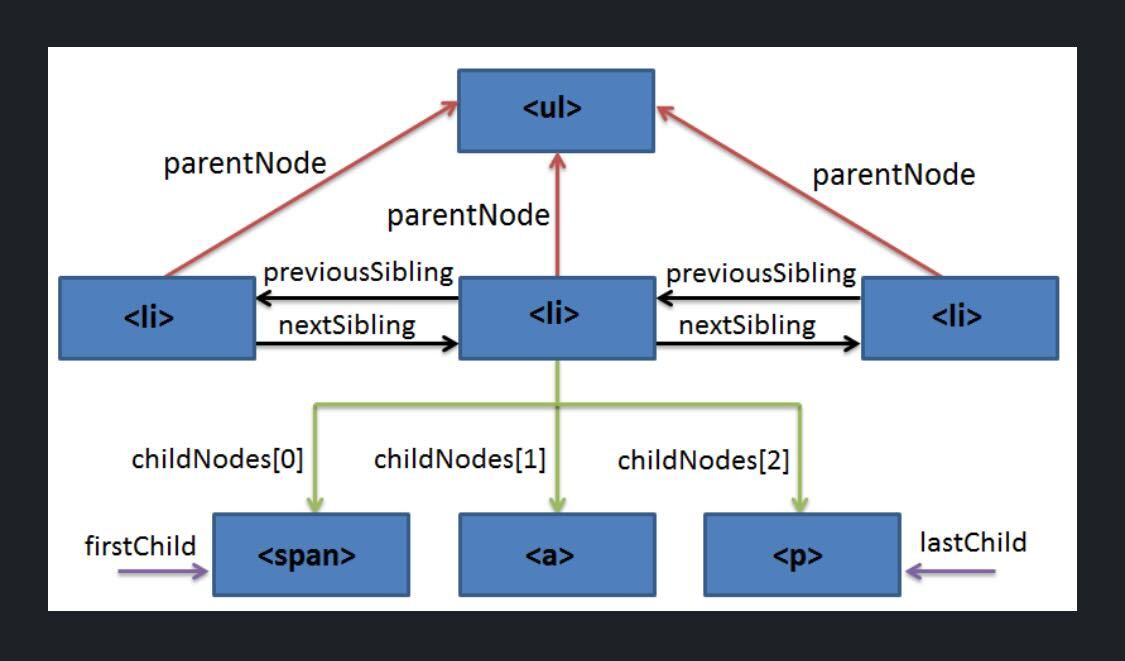 <ul>
parentNode
parentNode
parentNode
previousSibling
previousSibling
<li>
nextSibling
<li>
nextSibling
<li>
childNodes[0]
childNodes[1]
childNodes[2]
firstChild
<span>
<a>
<p>
lastChild